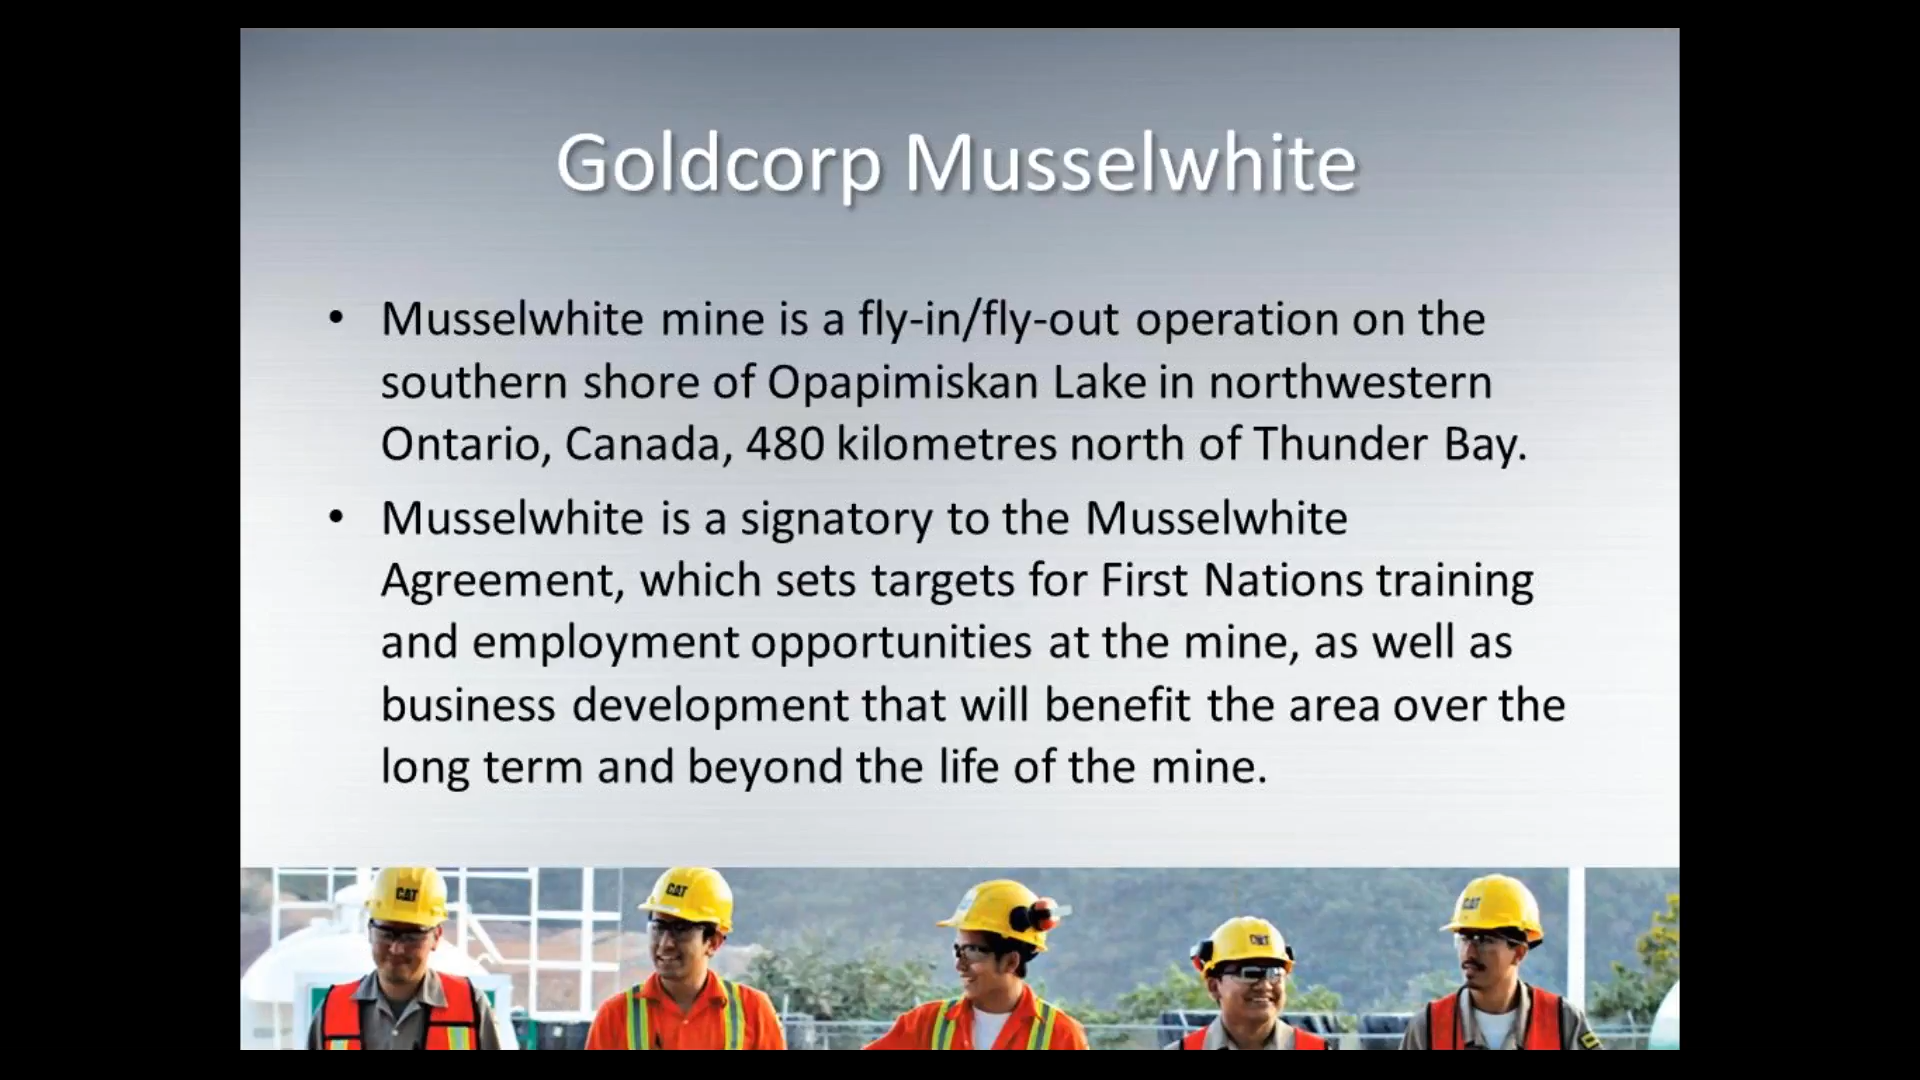 Goldcorp Musselwhite
• Musselwhite mine is a fly-in/fly-out operation on the
southern shore of Opapimiskan Lake in northwestern
Ontario, Canada, 480 kilometres north of Thunder Bay.
• Musselwhite is a signatory to the Musselwhite
Agreement, which sets targets for First Nations training
and employment opportunities at the mine, as well as
business development that will benefit the area over the
long term and beyond the life of the mine.
CAT
CAT
CAT
CAT